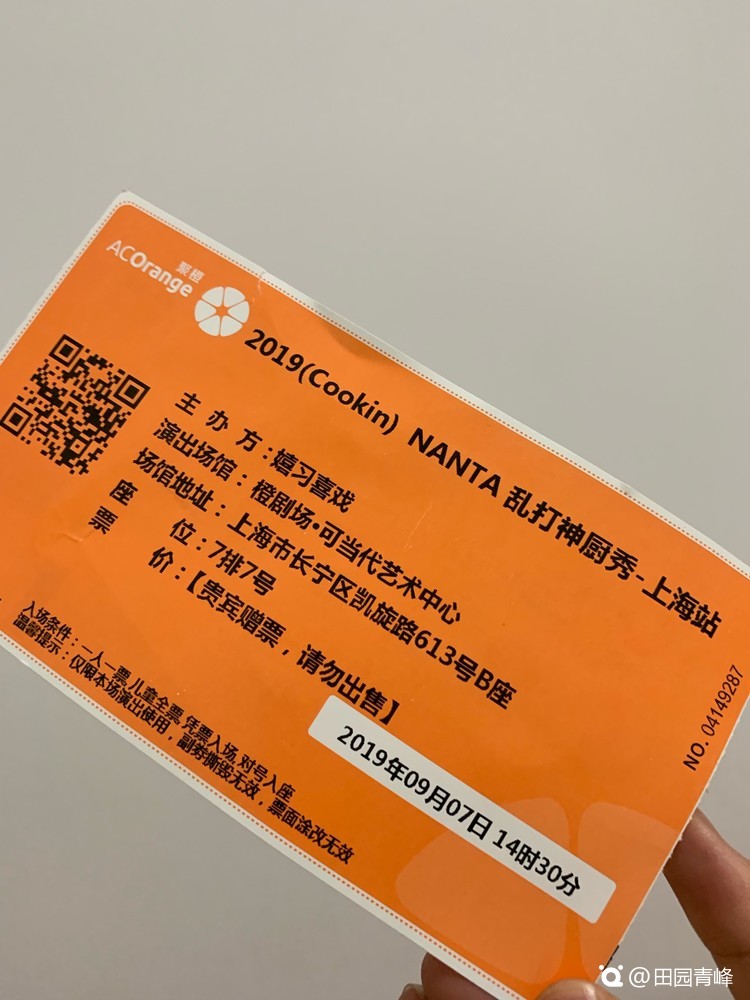 ACOrange 聚橙
2019(Cookin) NANTA 乱打神厨秀-上海站
主办方：嬉习喜戏
演出场馆：橙剧场·可当代艺术中心
场馆地址：上海市长宁区凯旋路613号B座
座位：7排7号
票价：【贵宾赠票，请勿出售】
2019年09月07日 14时30分
入场条件：一人一票 儿童全票 凭票入场,对号入座
温馨提示：仅限本场演出使用，副券撕毁无效，票面涂改无效
NO. 04149287
@田园青峰